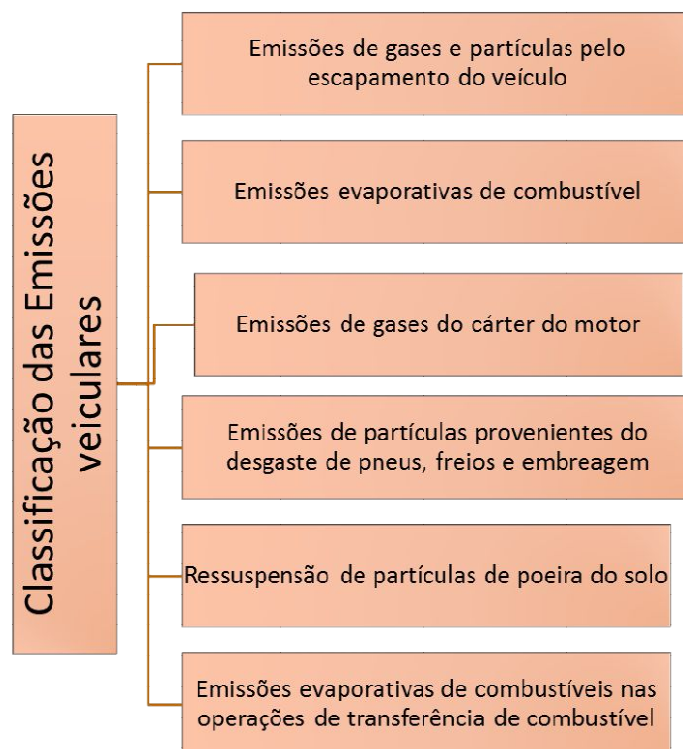 Classificação das Emissões
veiculares
Emissões de gases e partículas pelo
escapamento do veículo
Emissões evaporativas de combustível
Emissões de gases do cárter do motor
Emissões de partículas provenientes do
desgaste de pneus, freios e embreagem
Ressuspensão de partículas de poeira do solo
Emissões evaporativas de combustíveis nas
operações de transferência de combustível